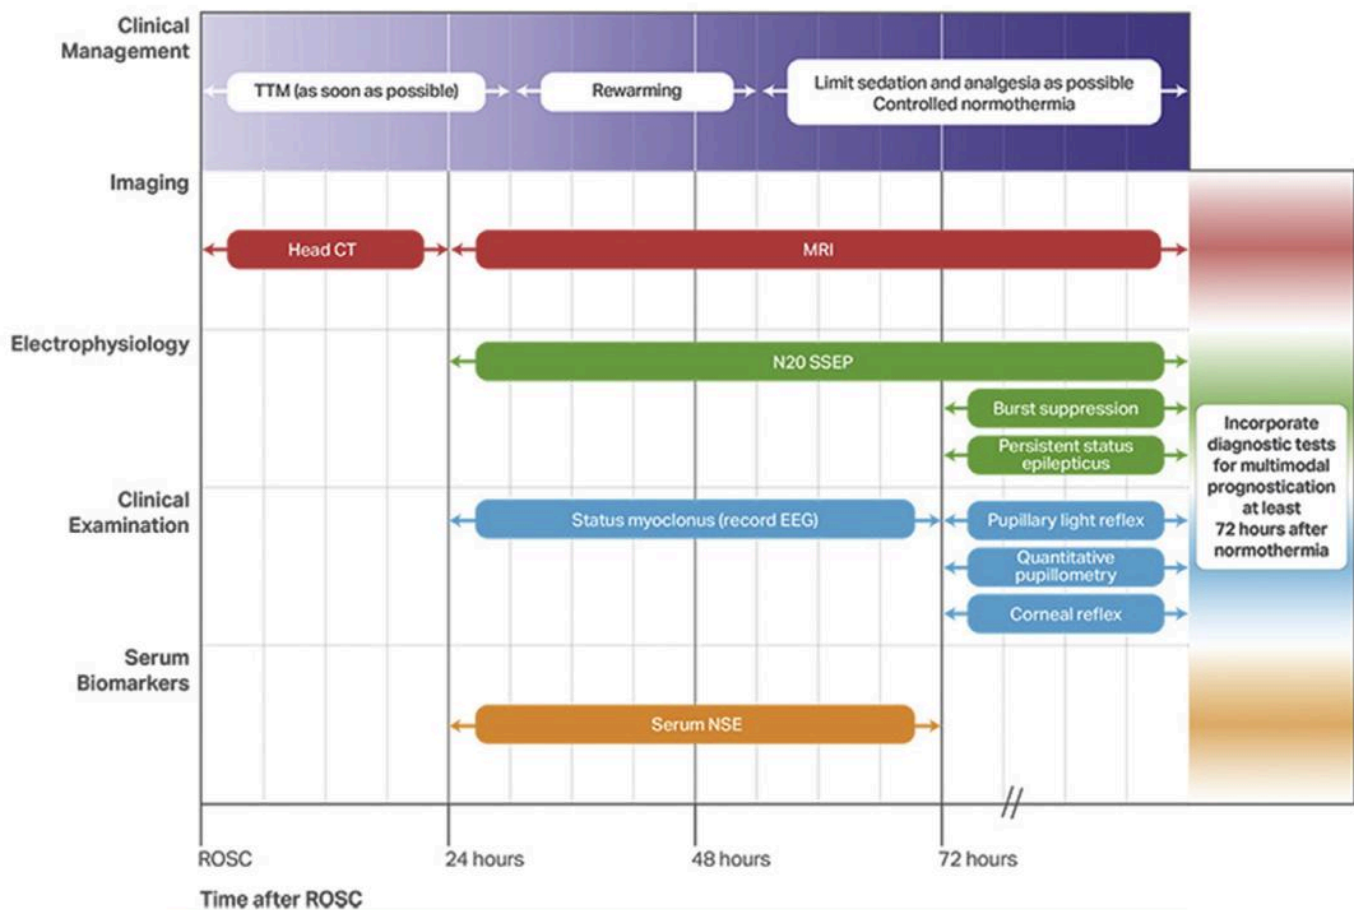 Clinical
Management
TTM (as soon as possible)
Rewarming
Limit sedation and analgesia as possible
Controlled normothermia
Imaging
Head CT
MRI
Electrophysiology
N20 SSEP
Burst suppression
Persistent status
epilepticus
Clinical
Examination
Status myoclonus (record EEG)
Pupillary light reflex
Quantitative
pupillometry
Corneal reflex
Serum
Biomarkers
Serum NSE
Incorporate
diagnostic tests
for multimodal
prognostication
at least
72 hours after
normothermia
ROSC
24 hours
48 hours
72 hours
Time after ROSC